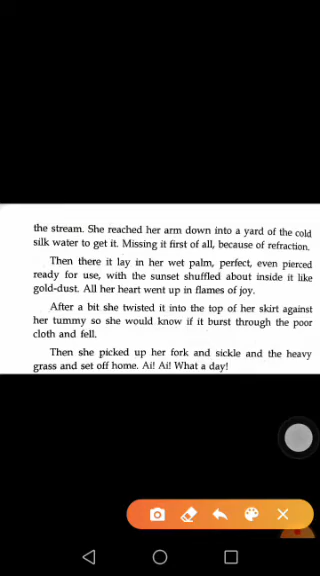 the stream. She reached her arm down into a yard of the cold
silk water to get it. Missing it first of all, because of refraction.
Then there it lay in her wet palm, perfect, even pierced
ready for use, with the sunset shuffled about inside it like
gold-dust. All her heart went up in flames of joy.
After a bit she twisted it into the top of her skirt against
her tummy so she would know if it burst through the poor
cloth and fell.
Then she picked up her fork and sickle and the heavy
grass and set off home. Ai! Ai! What a day!